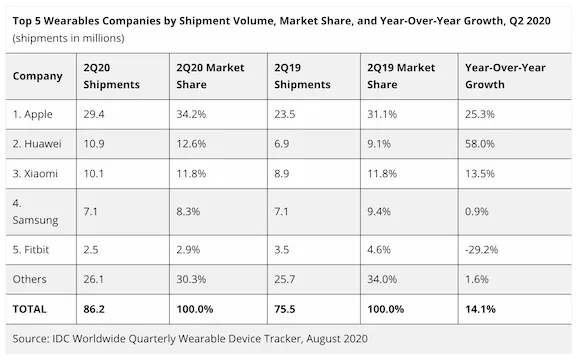 Top 5 Wearables Companies by Shipment Volume, Market Share, and Year-Over-Year Growth, Q2 2020
(shipments in millions)
Company 2Q20 Shipments 2Q20 Market Share 2Q19 Shipments 2Q19 Market Share Year-Over-Year Growth
1. Apple 29.4 34.2% 23.5 31.1% 25.3%
2. Huawei 10.9 12.6% 6.9 9.1% 58.0%
3. Xiaomi 10.1 11.8% 8.9 11.8% 13.5%
4. Samsung 7.1 8.3% 7.1 9.4% 0.9%
5. Fitbit 2.5 2.9% 3.5 4.6% -29.2%
Others 26.1 30.3% 25.7 34.0% 1.6%
TOTAL 86.2 100.0% 75.5 100.0% 14.1%
Source: IDC Worldwide Quarterly Wearable Device Tracker, August 2020